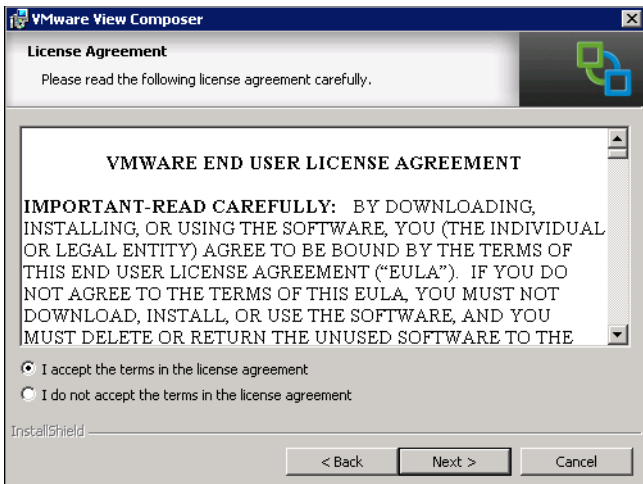 VMware View Composer
License Agreement
Please read the following license agreement carefully.
VMWARE END USER LICENSE AGREEMENT
IMPORTANT-READ CAREFULLY: BY DOWNLOADING,
INSTALLING, OR USING THE SOFTWARE, YOU (THE INDIVIDUAL
OR LEGAL ENTITY) AGREE TO BE BOUND BY THE TERMS OF
THIS END USER LICENSE AGREEMENT (“EULA”). IF YOU DO
NOT AGREE TO THE TERMS OF THIS EULA, YOU MUST NOT
DOWNLOAD, INSTALL, OR USE THE SOFTWARE, AND YOU
MUST DELETE OR RETURN THE UNUSED SOFTWARE TO THE
I accept the terms in the license agreement
I do not accept the terms in the license agreement
InstallShield
< Back Next > Cancel